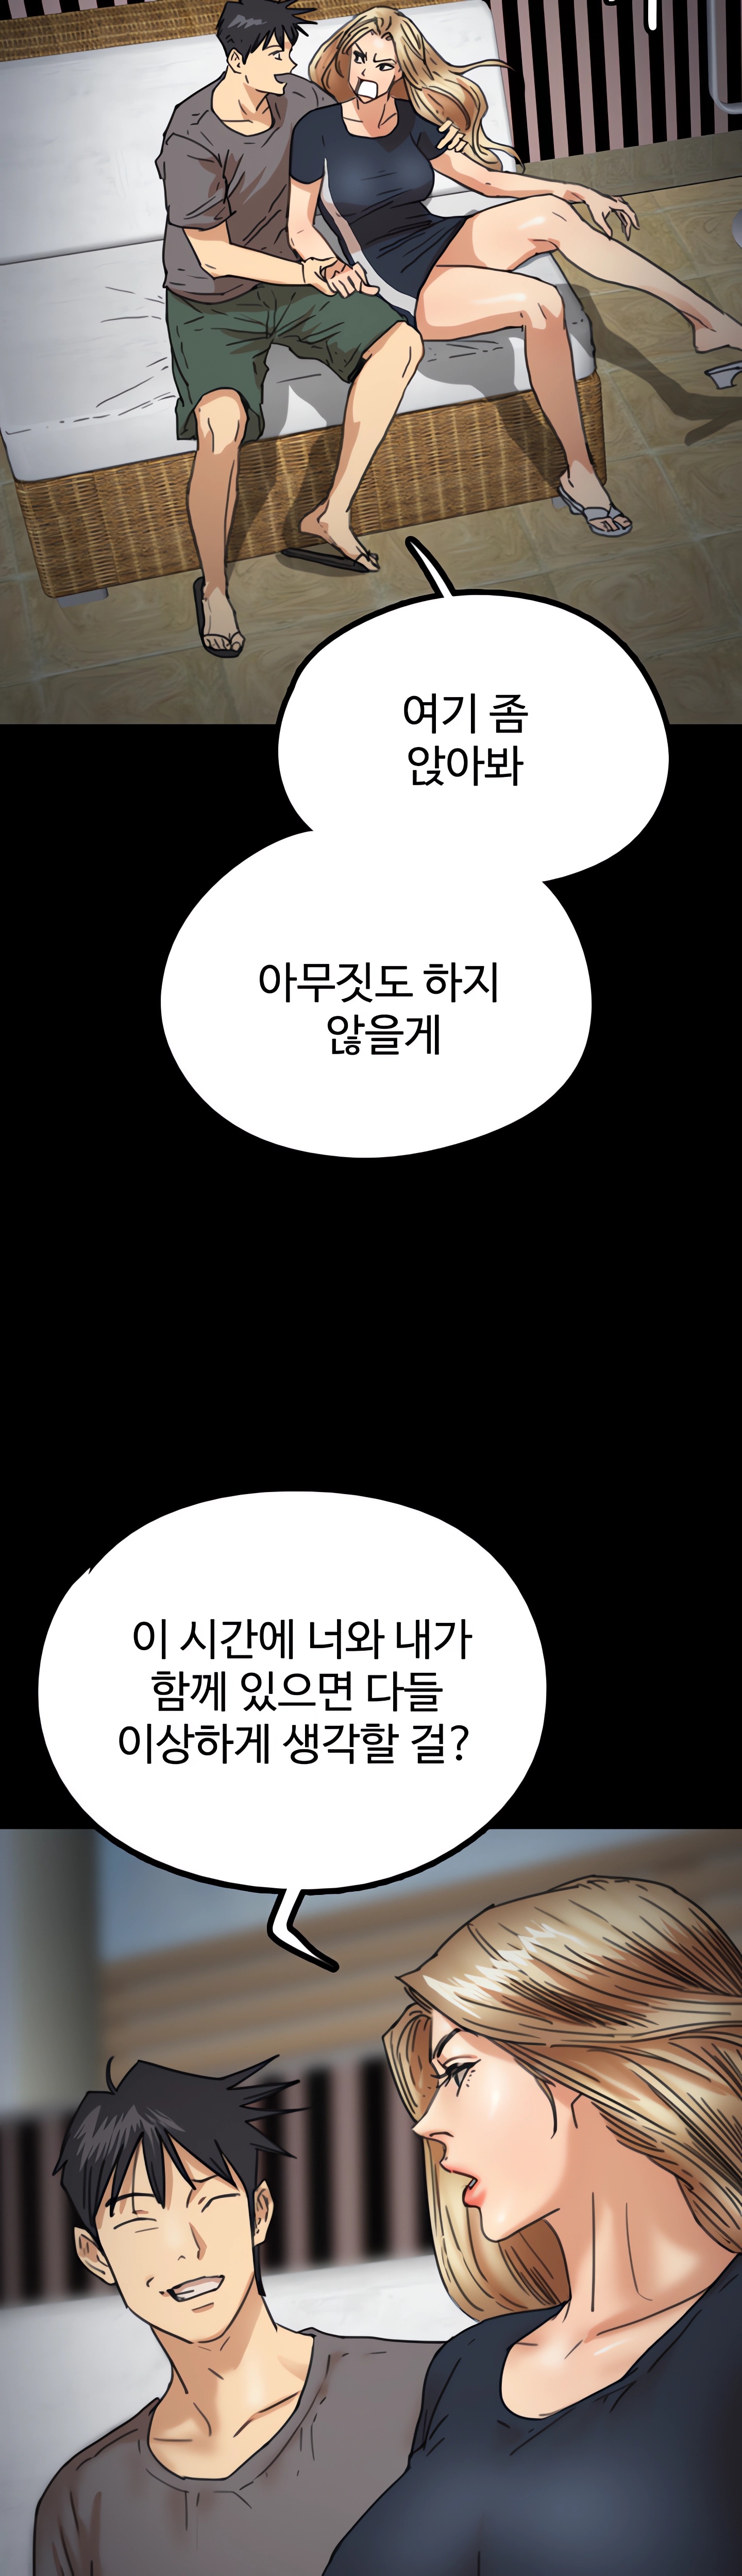 여기 좀
앉아봐
아무짓도 하지
않을게
이 시간에 너와 내가
함께 있으면 다들
이상하게 생각할 걸?